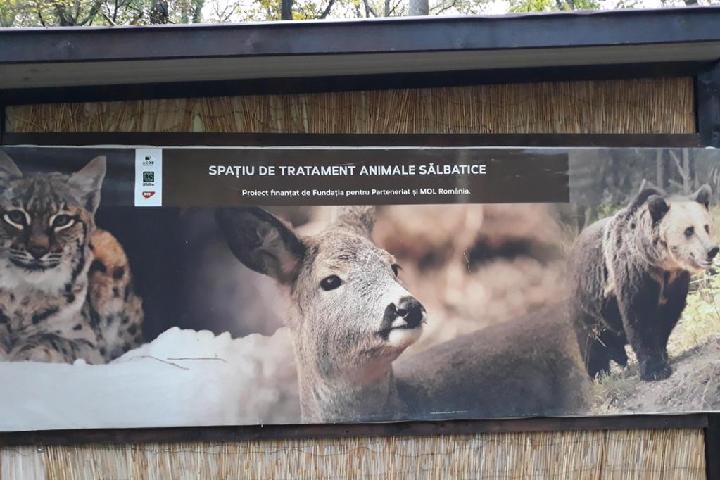 SPAȚIU DE TRATAMENT ANIMALE SĂLBATICE
Proiect finanțat de Fundația pentru Parteneriat și MOL România.